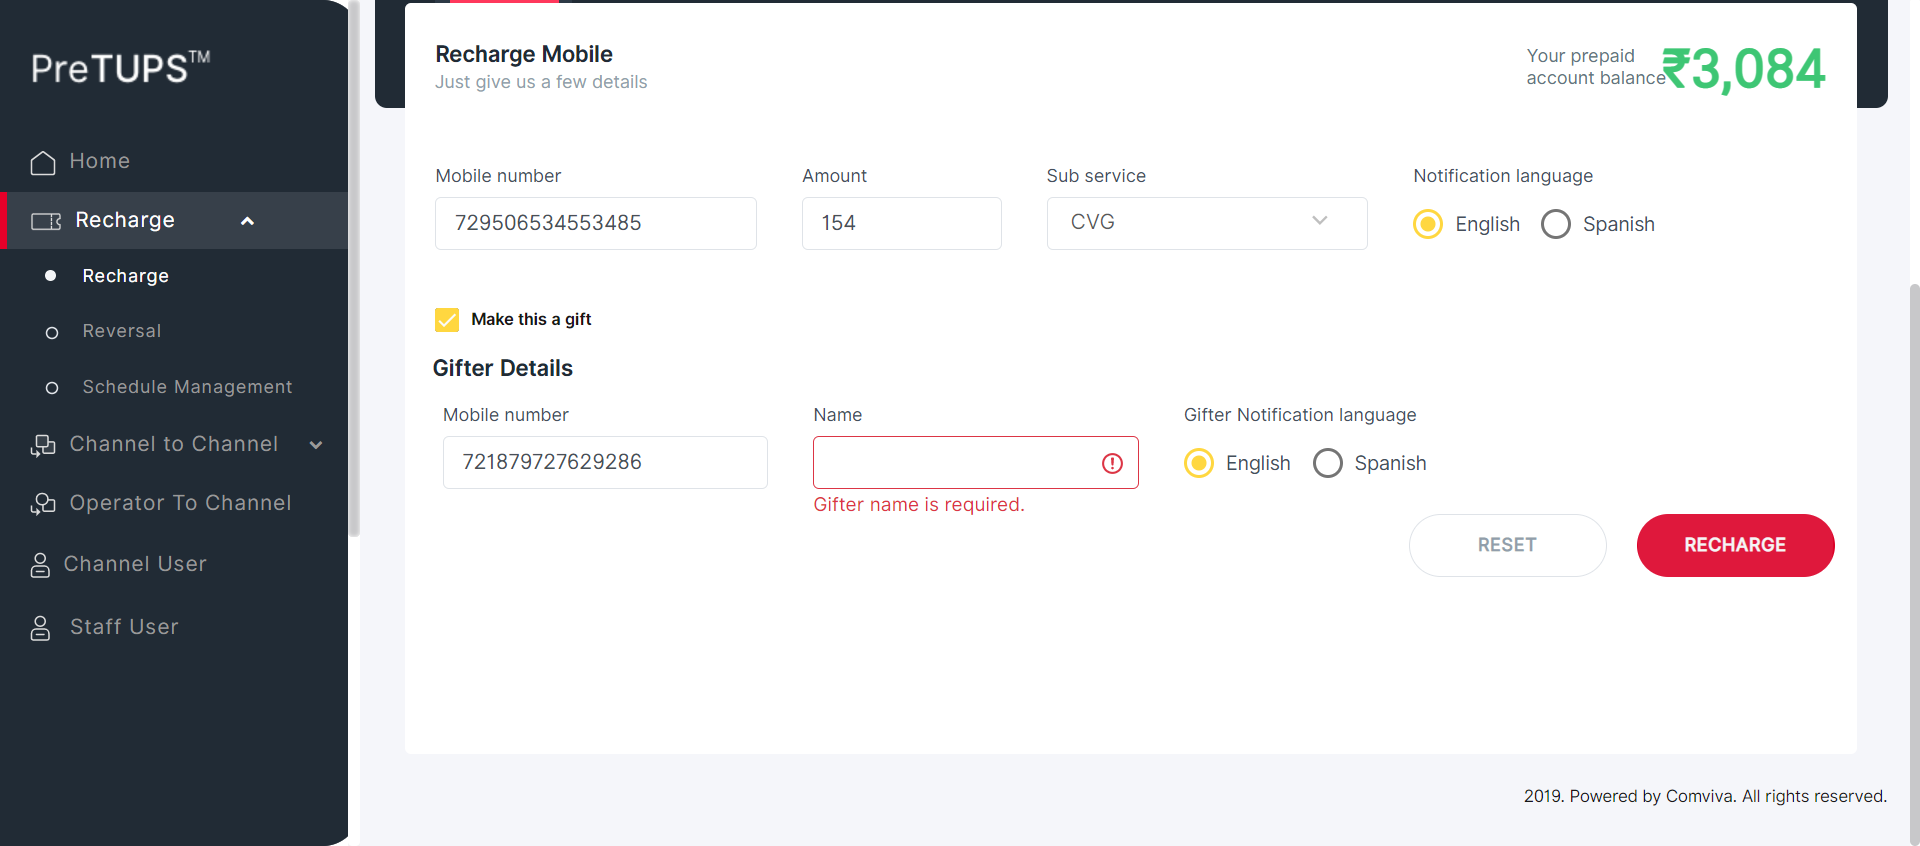 PreTUPS™
Home
Recharge
Recharge
Reversal
Schedule Management
Channel to Channel
Operator To Channel
Channel User
Staff User
Recharge Mobile
Just give us a few details
Your prepaid
account balance
₹3,084
Mobile number
729506534553485
Amount
154
Sub service
CVG
Notification language
English
Spanish
Make this a gift
Gifter Details
Mobile number
721879727629286
Name
Gifter name is required.
Gifter Notification language
English
Spanish
RESET
RECHARGE
2019. Powered by Comviva. All rights reserved.